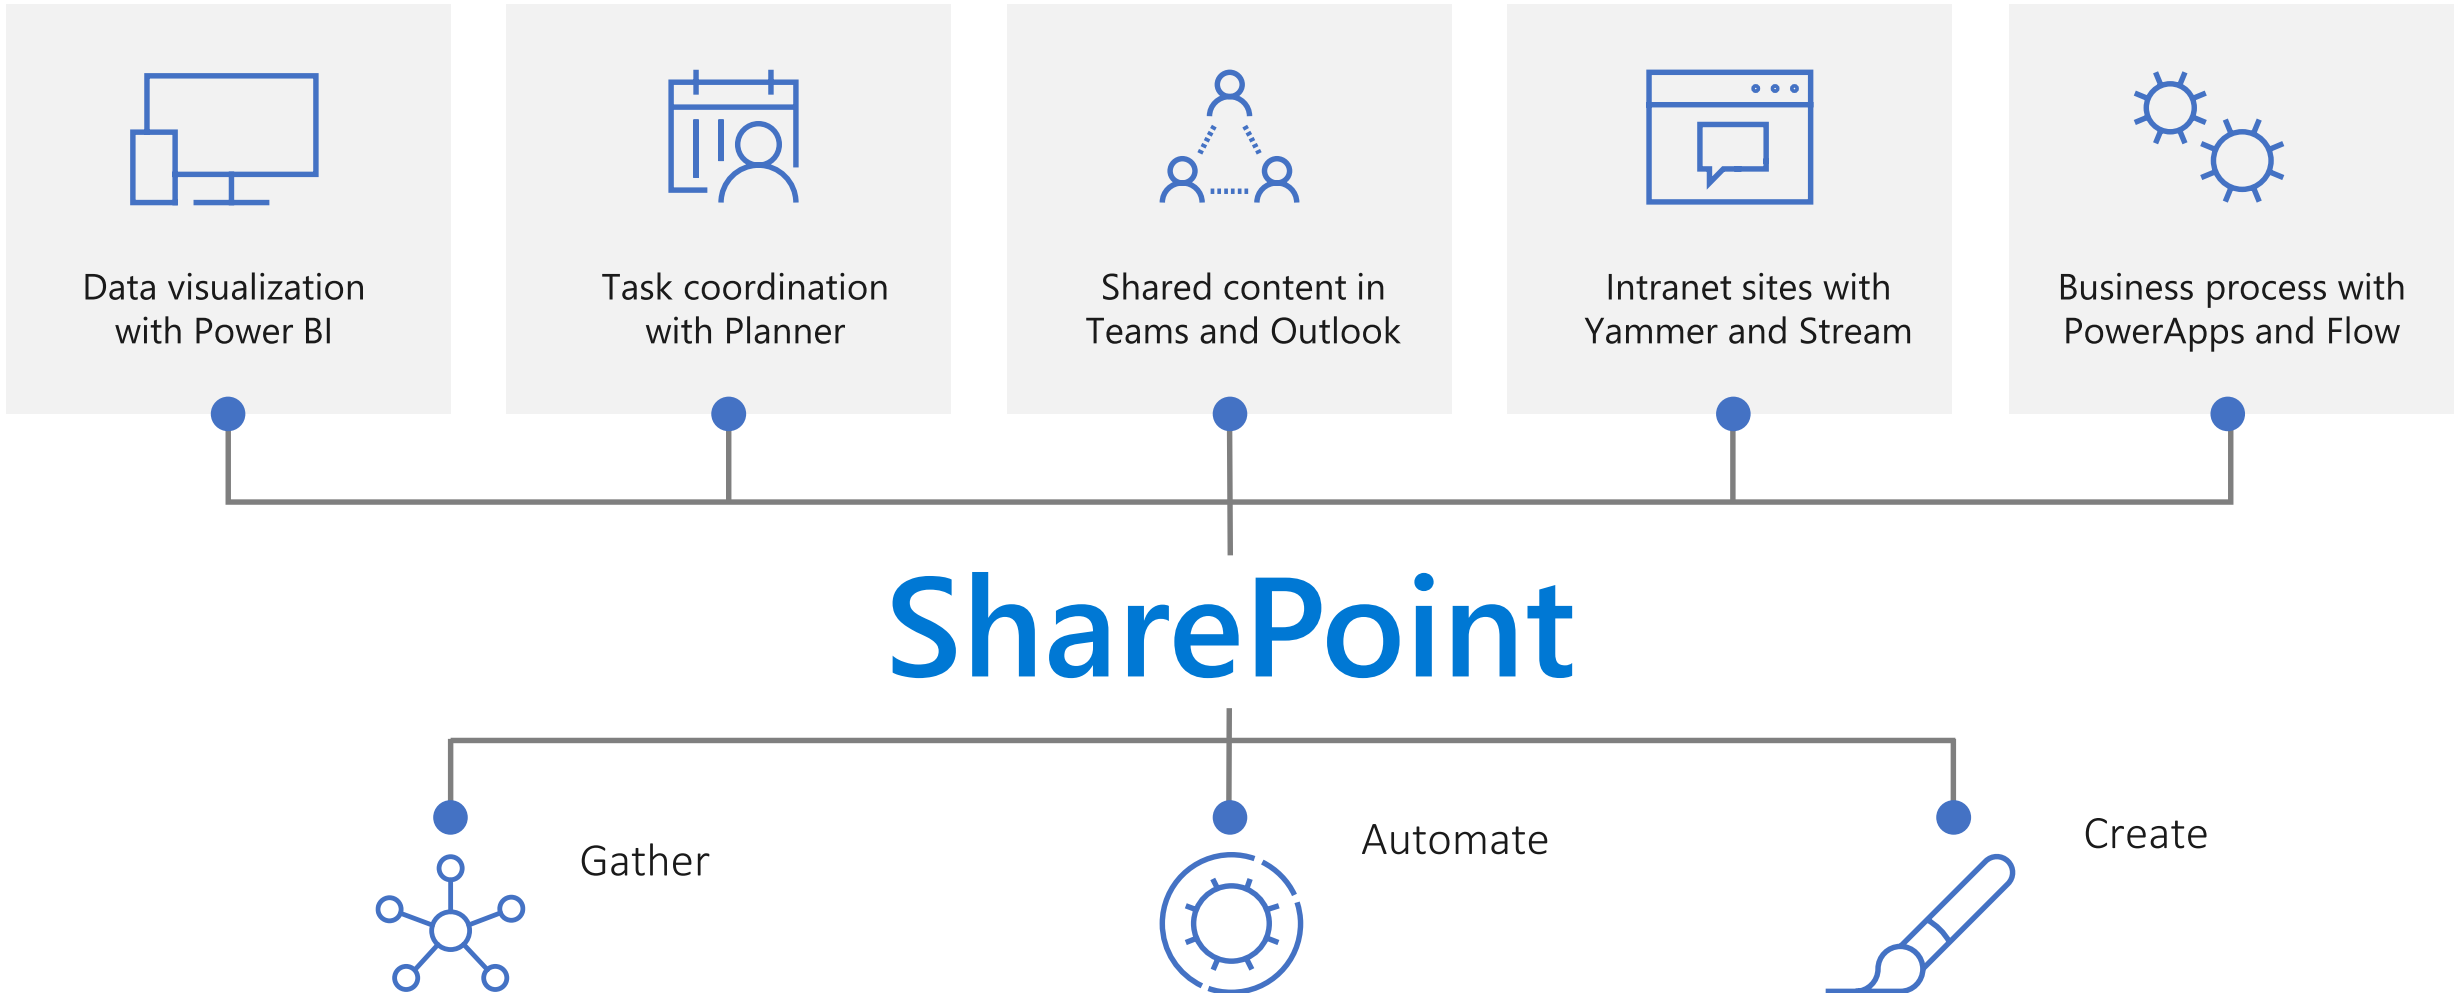 Data visualization
with Power BI
Task coordination
with Planner
Shared content in
Teams and Outlook
Intranet sites with
Yammer and Stream
Business process with
PowerApps and Flow
SharePoint
Gather
Automate
Create